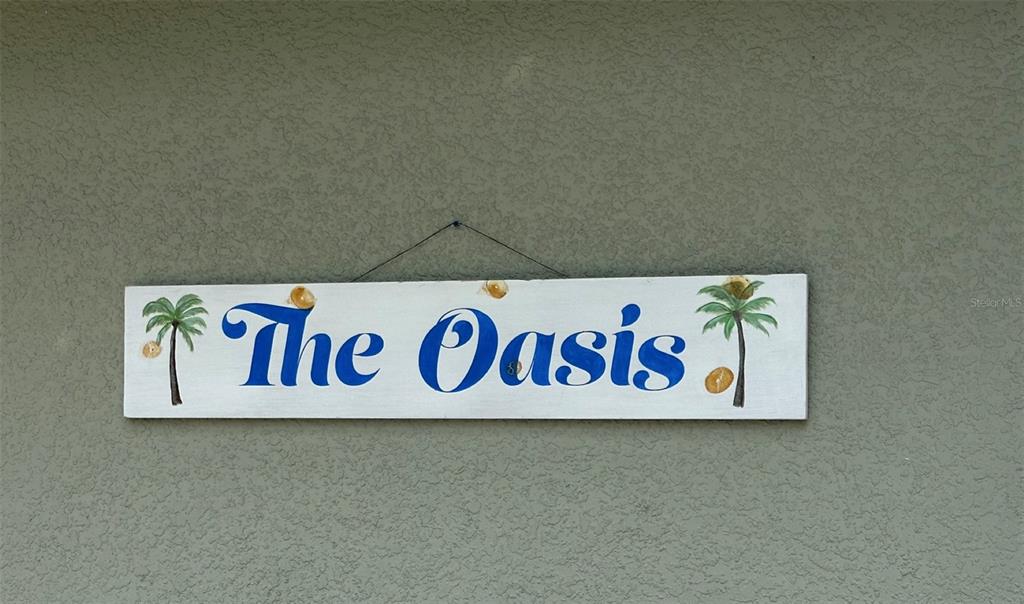 The Oasis
Stellar MLS